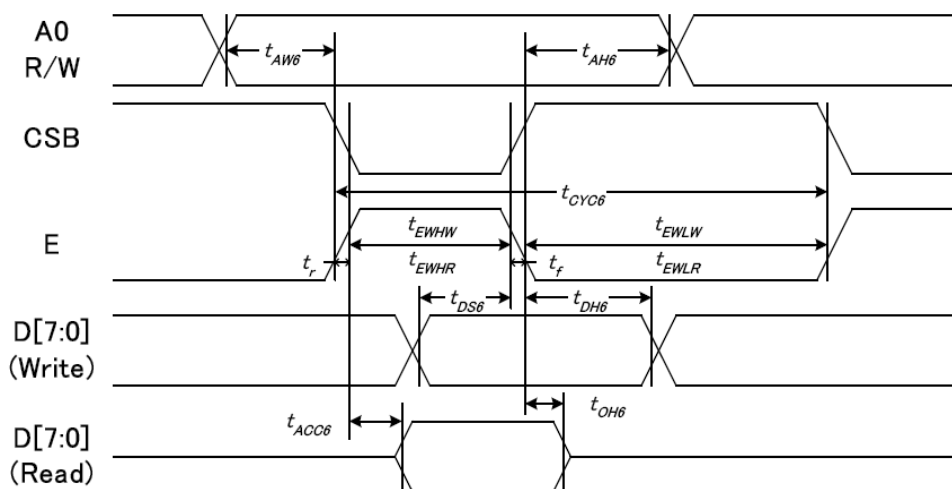 A0
R/W
tAW6
tAH6
CSB
tCYC6
E
tEWHW
tEWLW
tr
tEWHR
tf
tEWLR
tDS6
tDH6
D[7:0]
(Write)
tACC6
tOH6
D[7:0]
(Read)